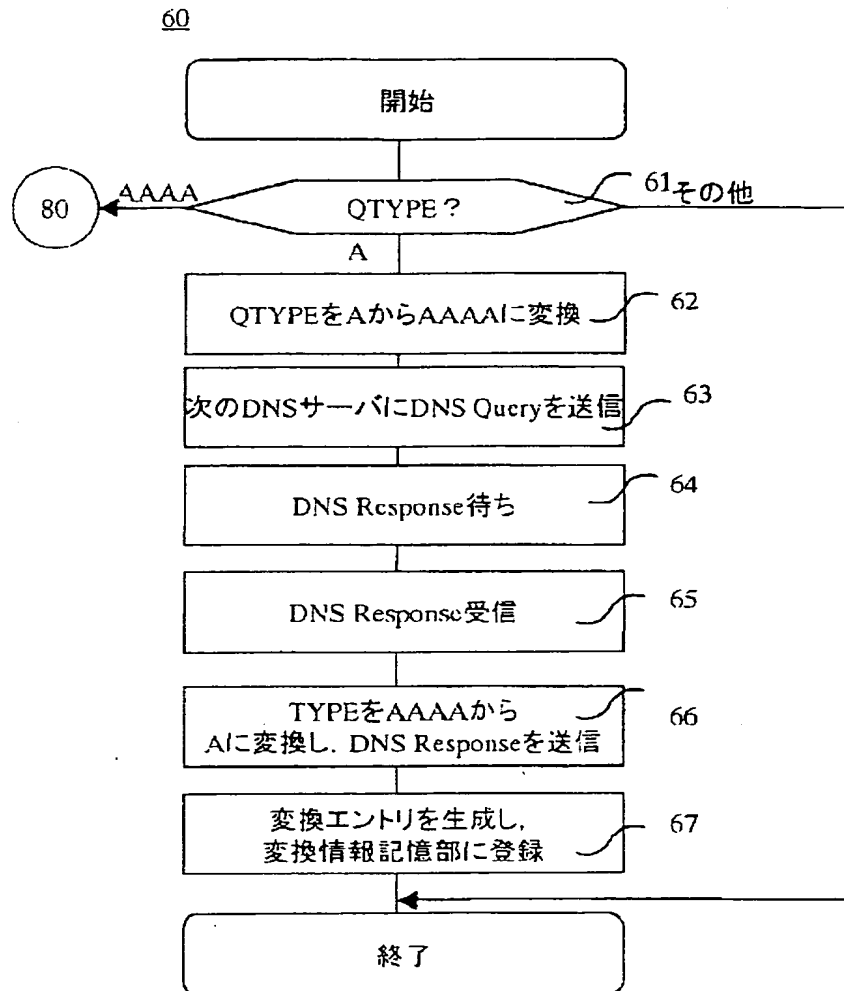 60
開始
80
AAAA
QTYPE?
61
その他
A
QTYPEをAからAAAAに変換
62
次のDNSサーバにDNS Queryを送信
63
DNS Response待ち
64
DNS Response受信
65
TYPEをAAAAから
Aに変換し, DNS Responseを送信
66
変換エントリを生成し,
変換情報記憶部に登録
67
終了